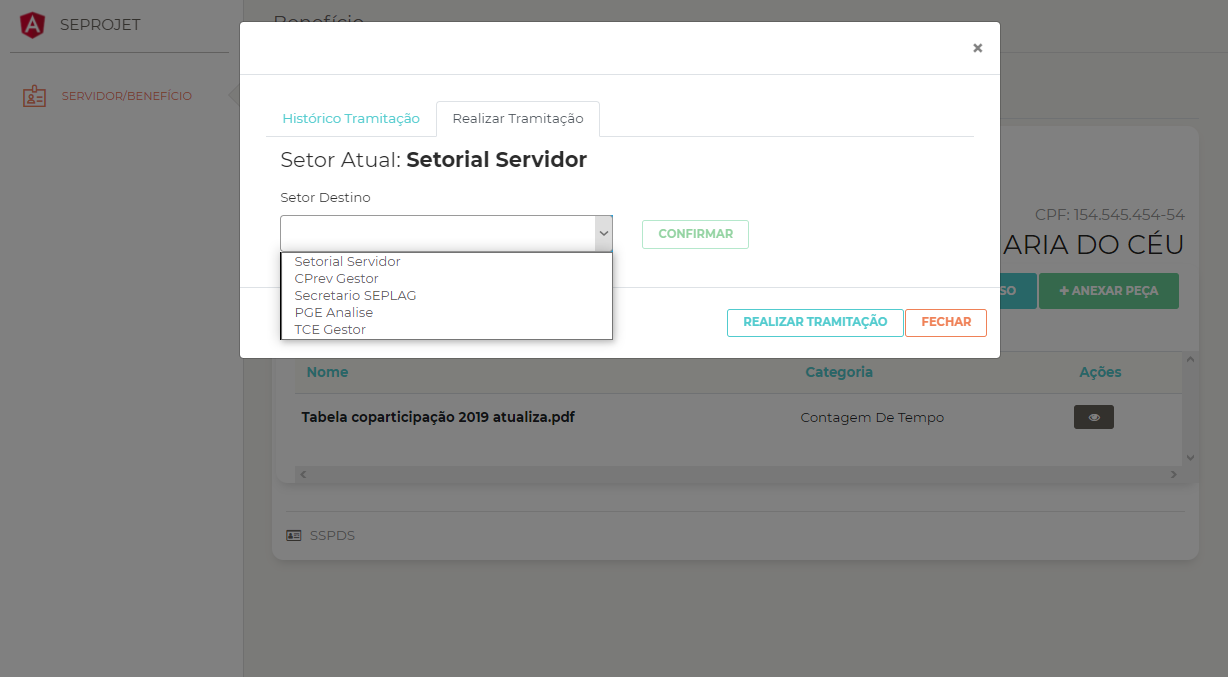 SEPROJET
Benefício
×
SERVIDOR/BENEFÍCIO
Histórico Tramitação
Realizar Tramitação
Setor Atual: Setorial Servidor
Setor Destino
CONFIRMAR
Setorial Servidor
CPrev Gestor
Secretario SEPLAG
PGE Analise
TCE Gestor
REALIZAR TRAMITAÇÃO
FECHAR
CPF: 154.545.454-54
ARIA DO CÉU
SO
+ ANEXAR PEÇA
Nome Categoria Ações
Tabela coparticipação 2019 atualiza.pdf Contagem De Tempo
SSPDS